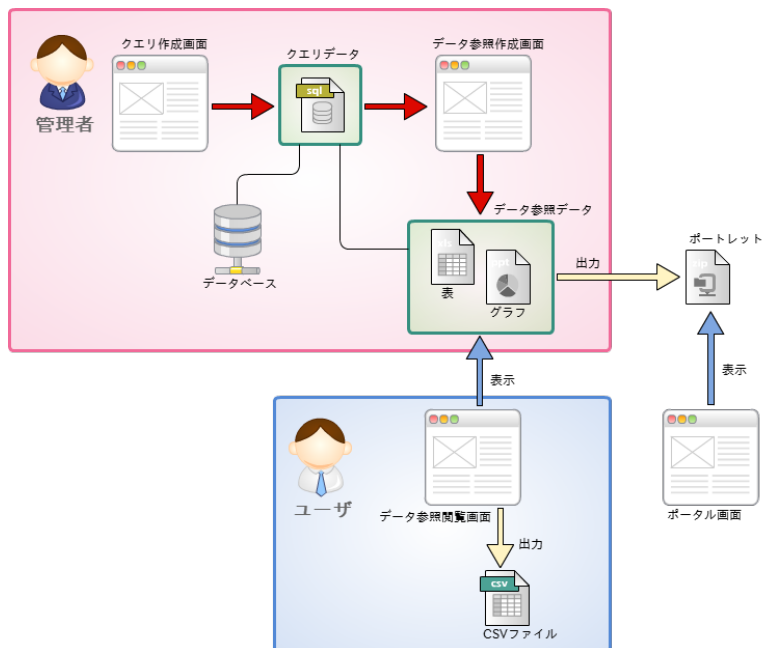 クエリ作成画面
クエリデータ
データ参照作成画面
sql
管理者
データベース
データ参照データ
xls
表
ppt
グラフ
出力
ポートレット
zip
表示
表示
ユーザ
データ参照閲覧画面
ポータル画面
出力
csv
CSVファイル